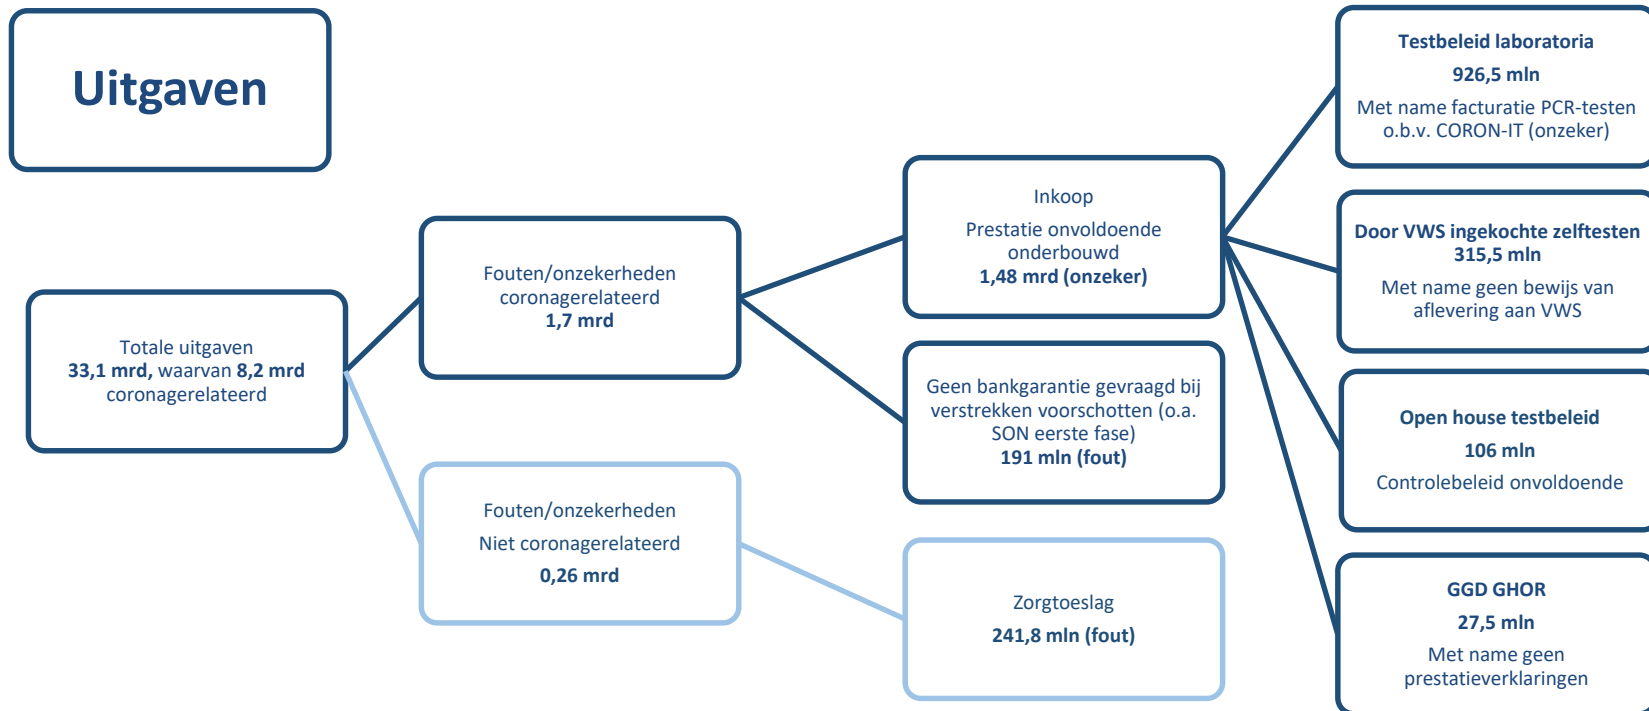 Uitgaven
Totale uitgaven
33,1 mrd, waarvan 8,2 mrd
coronagerelateerd
Fouten/onzekerheden
coronagerelateerd
1,7 mrd
Fouten/onzekerheden
Niet coronagerelateerd
0,26 mrd
Inkoop
Prestatie onvoldoende
onderbouwd
1,48 mrd (onzeker)
Geen bankgarantie gevraagd bij
verstrekken voorschotten (o.a.
SON eerste fase)
191 mln (fout)
Zorgtoeslag
241,8 mln (fout)
Testbeleid laboratoria
926,5 mln
Met name facturatie PCR-testen
o.b.v. CORON-IT (onzeker)
Door VWS ingekochte zelftesten
315,5 mln
Met name geen bewijs van
aflevering aan VWS
Open house testbeleid
106 mln
Controlebeleid onvoldoende
GGD GHOR
27,5 mln
Met name geen
prestatieverklaringen